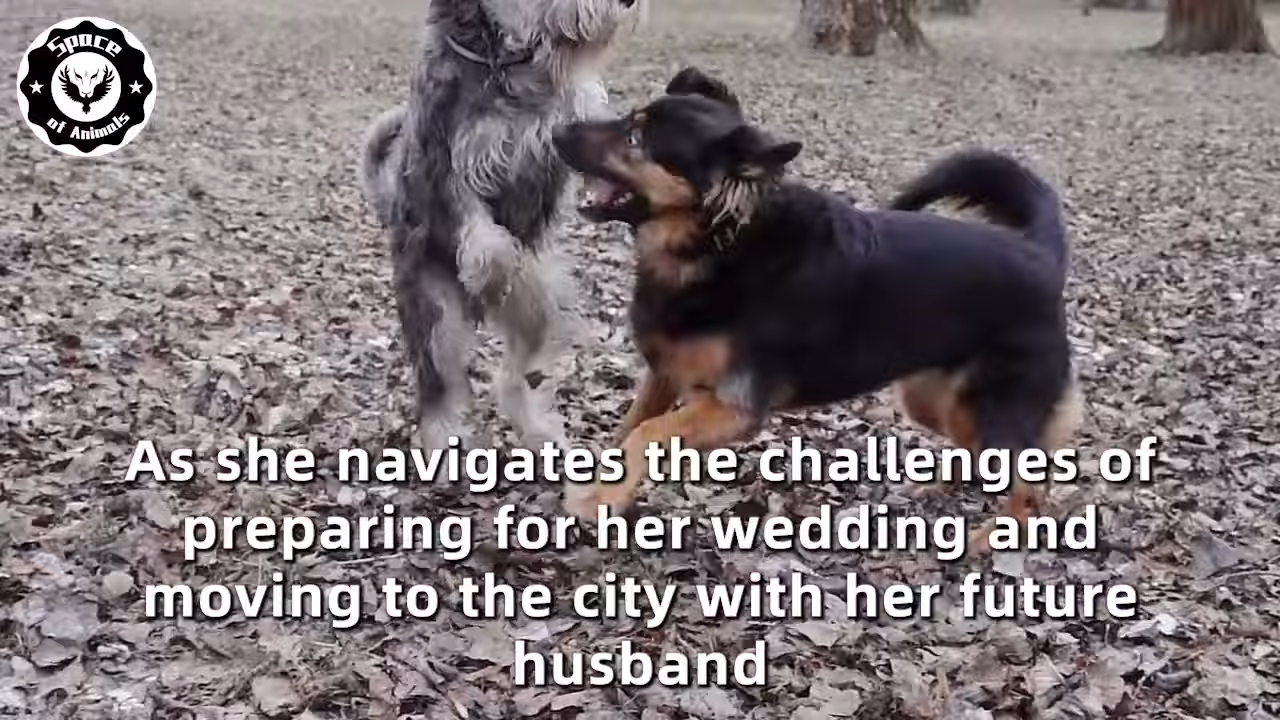 Space
of Animals
As she navigates the challenges of
preparing for her wedding and
moving to the city with her future
husband